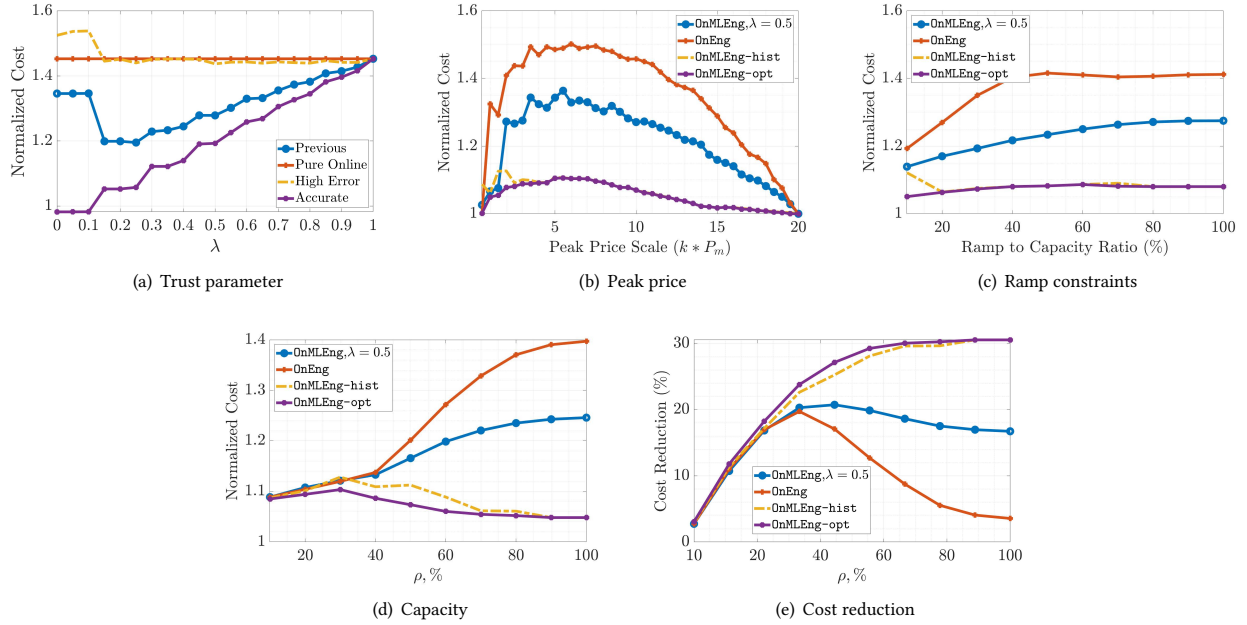 Normalized Cost
1.6
1.4
1.2
1
0 0.1 0.2 0.3 0.4 0.5 0.6 0.7 0.8 0.9 1
λ
Previous
Pure Online
High Error
Accurate
(a) Trust parameter
Normalized Cost
1.6
1.4
1.2
1
5 10 15 20
Peak Price Scale (k * P_m)
OnMLEng,λ = 0.5
OnEng
OnMLEng-hist
OnMLEng-opt
(b) Peak price
Normalized Cost
1.6
1.4
1.2
1
20 40 60 80 100
Ramp to Capacity Ratio (%)
OnMLEng,λ = 0.5
OnEng
OnMLEng-hist
OnMLEng-opt
(c) Ramp constraints
Normalized Cost
1.4
1.3
1.2
1.1
1
20 40 60 80 100
ρ, %
OnMLEng,λ = 0.5
OnEng
OnMLEng-hist
OnMLEng-opt
(d) Capacity
Cost Reduction (%)
30
20
10
0
10 20 40 60 80 100
ρ, %
OnMLEng,λ = 0.5
OnEng
OnMLEng-hist
OnMLEng-opt
(e) Cost reduction